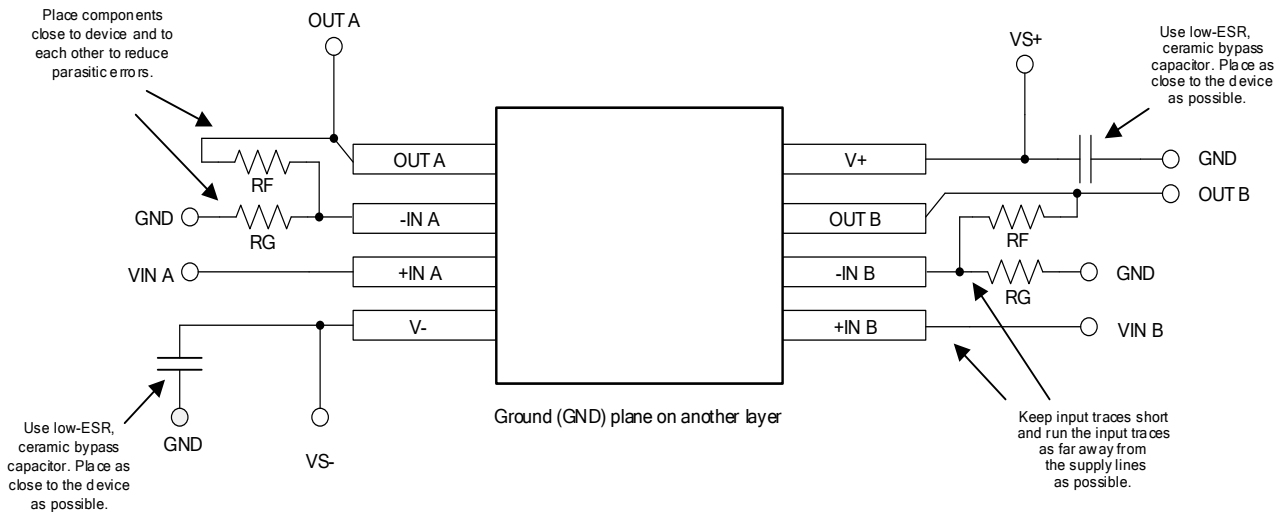 Place components
close to device and to
each other to reduce
parasitic errors.
OUT A
VS+
Use low-ESR,
ceramic bypass
capacitor. Place as
close to the device
as possible.
OUT A
V+
GND
RF
OUT B
OUT B
GND
-IN A
RF
RG
VIN A
+IN A
-IN B
GND
RG
V-
+IN B
VIN B
Ground (GND) plane on another layer
Use low-ESR,
ceramic bypass
capacitor. Place as
close to the device
as possible.
GND
VS-
Keep input traces short
and run the input traces
as far away from
the supply lines
as possible.